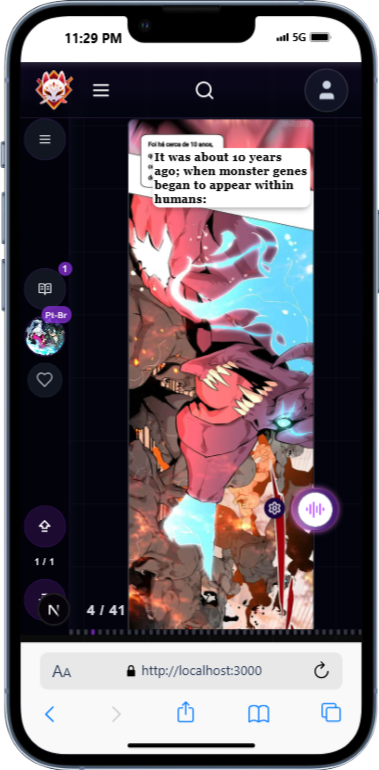 11:29 PM
5G
Foi há cerca de 10 anos,
It was about 10 years
ago; when monster genes
began to appear within
humans:
1
Pt-Br
1 / 1
N
4 / 41
AA
http://localhost:3000